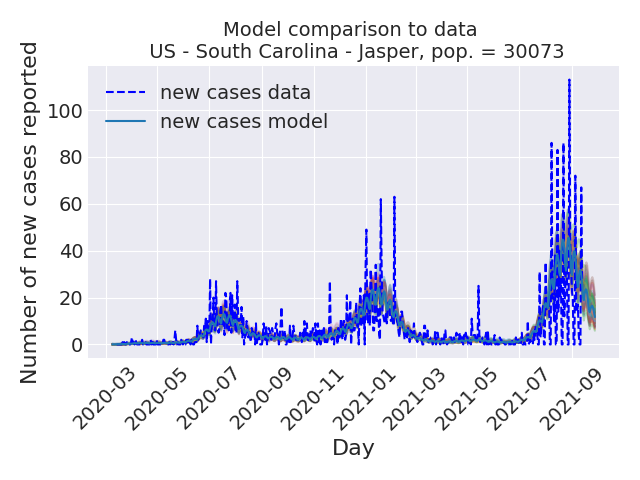 Model comparison to data
US - South Carolina - Jasper, pop. = 30073
new cases data
new cases model
Number of new cases reported
100
80
60
40
20
0
2020-03
2020-05
2020-07
2020-09
2020-11
2021-01
2021-03
2021-05
2021-07
2021-09
Day